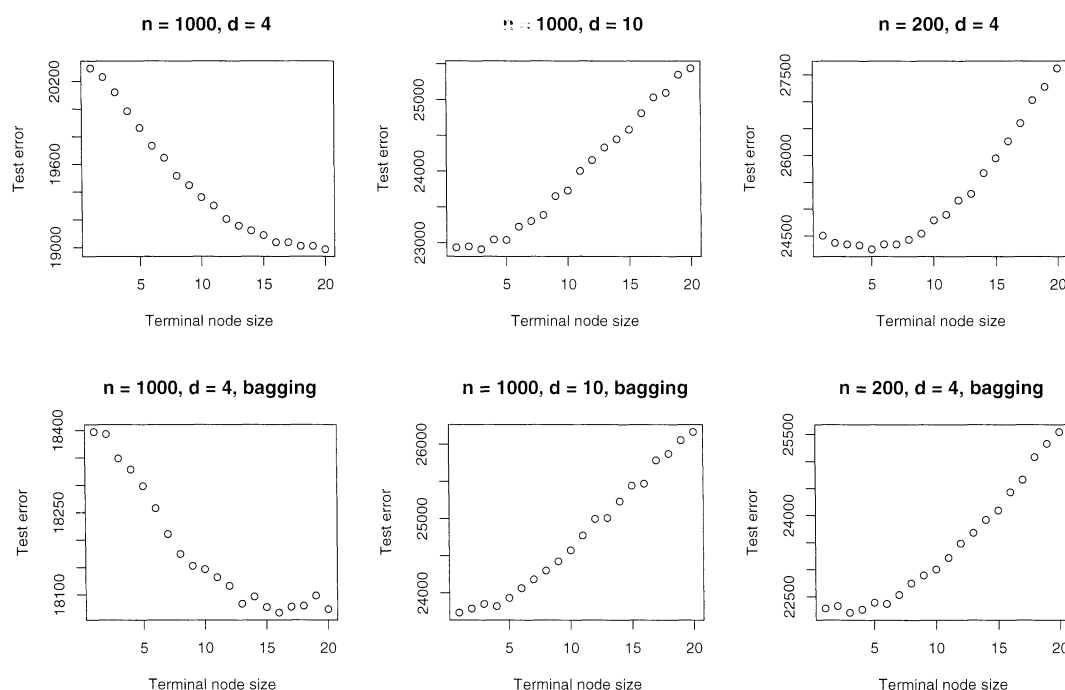 n = 1000, d = 4
Test error
20200
19600
19000
5 10 15 20
Terminal node size
n = 1000, d = 10
Test error
25000
24000
23000
5 10 15 20
Terminal node size
n = 200, d = 4
Test error
27500
26000
24500
5 10 15 20
Terminal node size
n = 1000, d = 4, bagging
Test error
18400
18250
18100
5 10 15 20
Terminal node size
n = 1000, d = 10, bagging
Test error
26000
25000
24000
5 10 15 20
Terminal node size
n = 200, d = 4, bagging
Test error
25500
24000
22500
5 10 15 20
Terminal node size